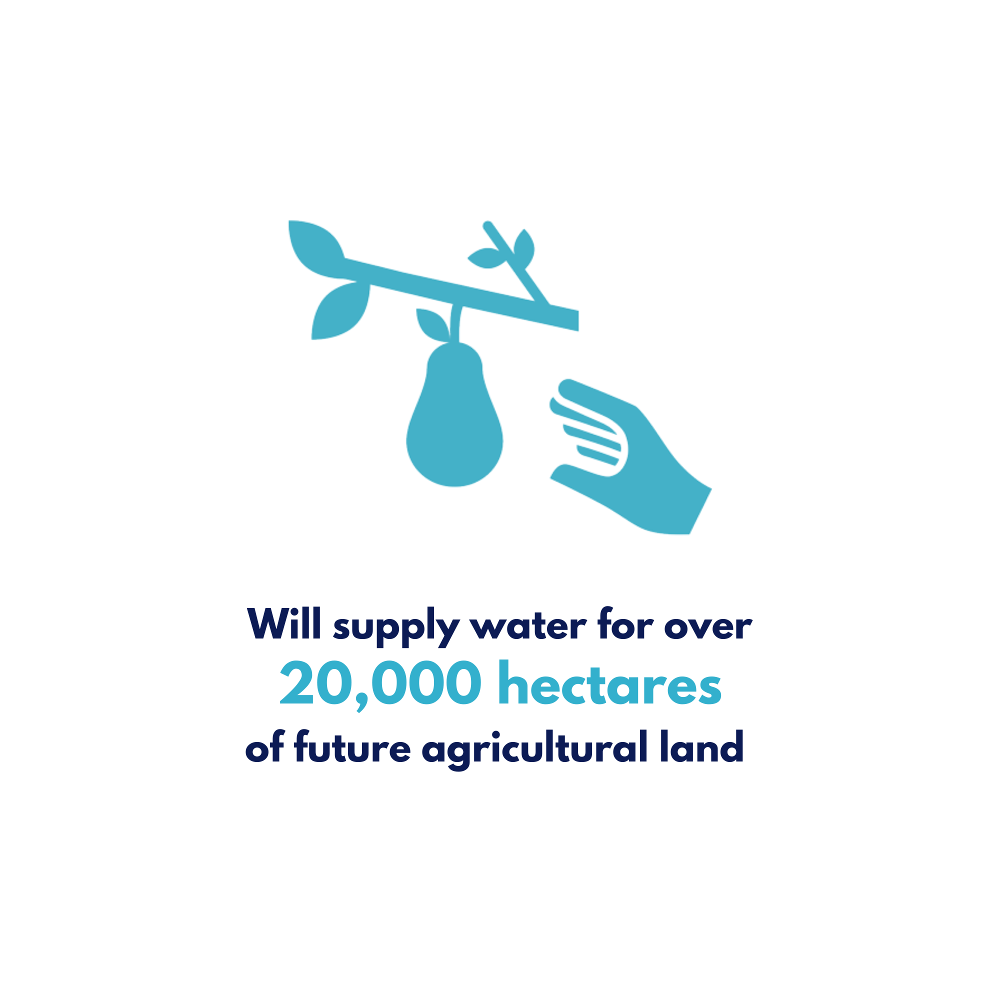 Will supply water for over
20,000 hectares
of future agricultural land